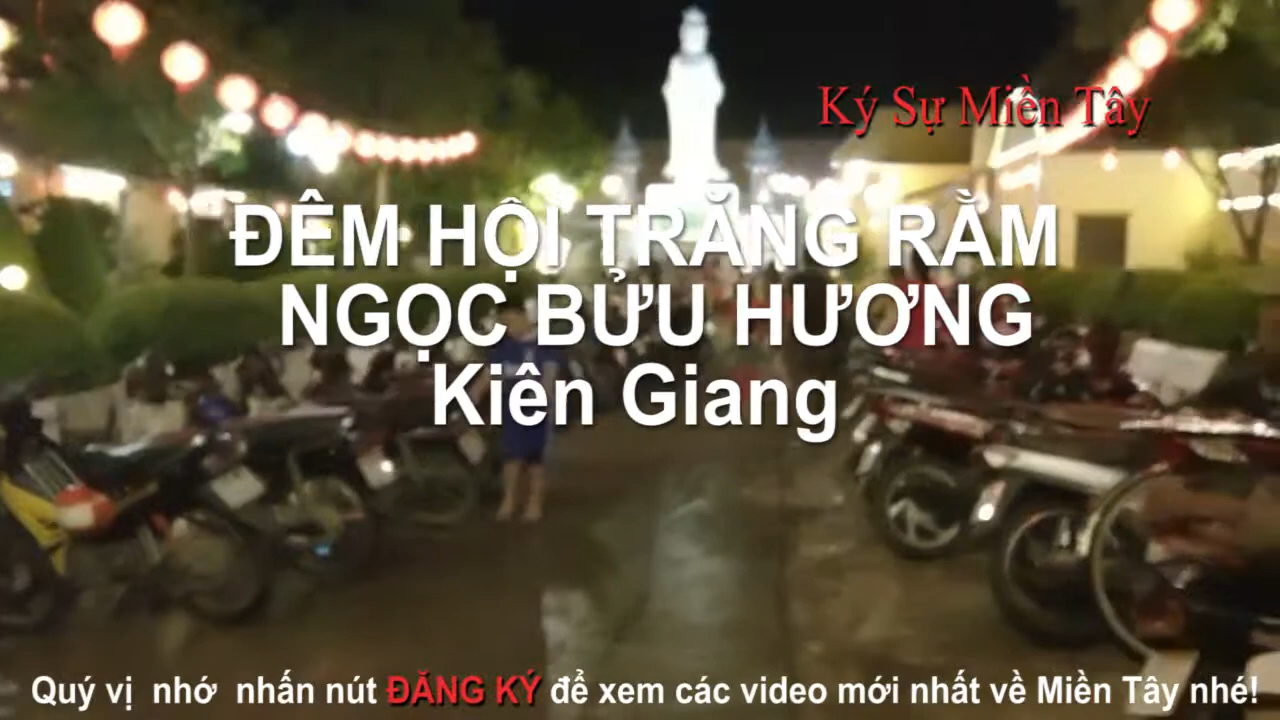 Ký Sự Miền Tây
ĐÊM HỘI TRĂNG RẰM
NGỌC BỬU HƯƠNG
Kiên Giang
Quý vị nhớ nhấn nút ĐĂNG KÝ để xem các video mới nhất về Miền Tây nhé!